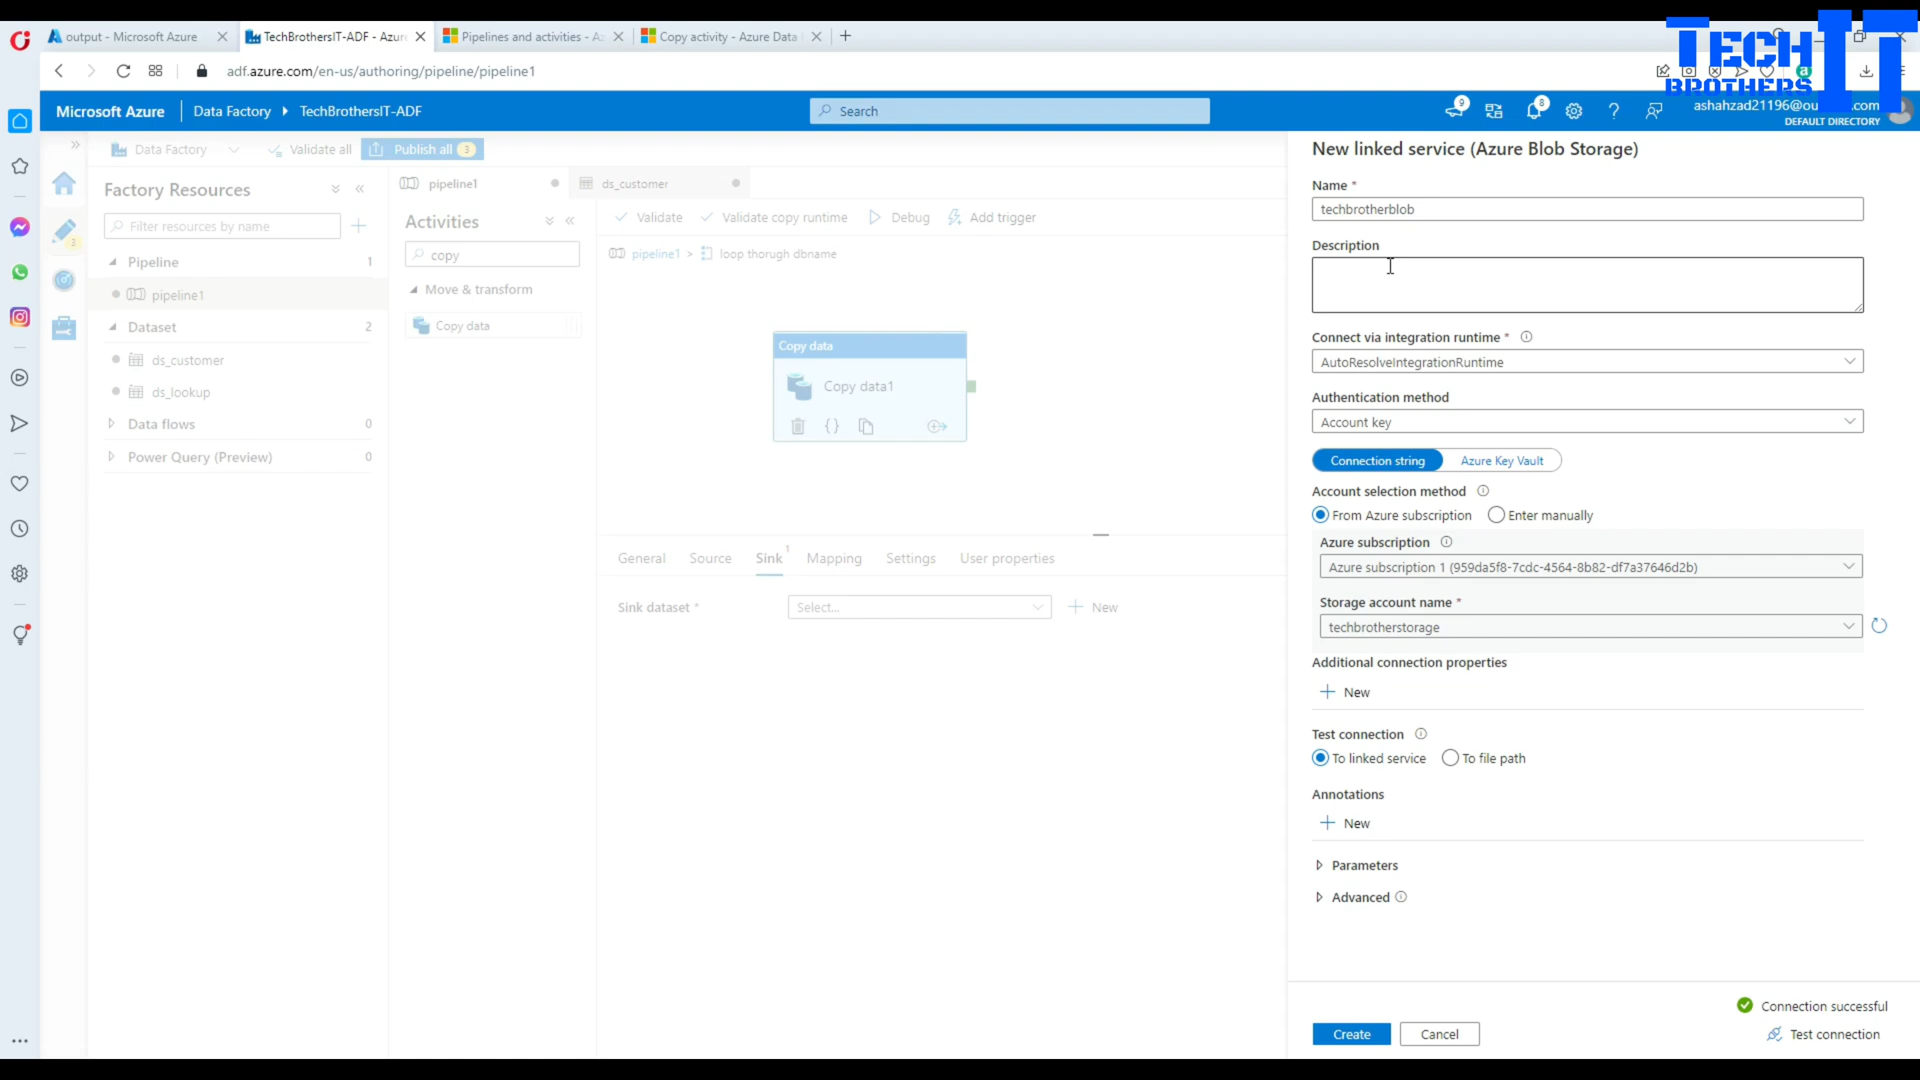 output - Microsoft Azure
TechBrothersIT-ADF - Azur
Pipelines and activities - Az
Copy activity - Azure Data
TECH BROTHERS IT
adf.azure.com/en-us/authoring/pipeline/pipeline1
Microsoft Azure
Data Factory
TechBrothersIT-ADF
Search
9
8
ashahzad21196@ou .com
DEFAULT DIRECTORY
Data Factory
Validate all
Publish all
3
New linked service (Azure Blob Storage)
Factory Resources
pipeline1
ds_customer
Name *
techbrotherblob
Filter resources by name
Activities
Validate
Validate copy runtime
Debug
Add trigger
3
copy
pipeline1 > loop thorugh dbname
Description
Pipeline
1
pipeline1
Move & transform
Copy data
Dataset
2
ds_customer
ds_lookup
Data flows
0
Power Query (Preview)
0
Copy data
Copy data1
{}
Connect via integration runtime *
AutoResolveIntegrationRuntime
Authentication method
Account key
Connection string
Azure Key Vault
Account selection method
From Azure subscription
Enter manually
Azure subscription
Azure subscription 1 (959da5f8-7cdc-4564-8b82-df7a37646d2b)
Storage account name *
techbrotherstorage
General
Source
Sink
1
Mapping
Settings
User properties
Sink dataset *
Select...
New
Additional connection properties
New
Test connection
To linked service
To file path
Annotations
New
Parameters
Advanced
Connection successful
Create
Cancel
Test connection